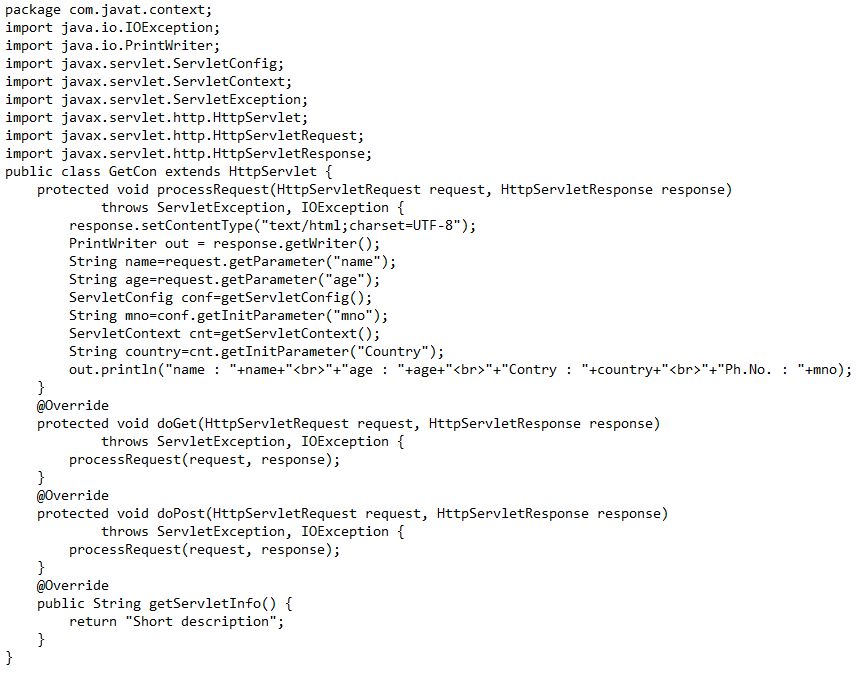 package com.javat.context;
import java.io.IOException;
import java.io.PrintWriter;
import javax.servlet.ServletConfig;
import javax.servlet.ServletContext;
import javax.servlet.ServletException;
import javax.servlet.http.HttpServlet;
import javax.servlet.http.HttpServletRequest;
import javax.servlet.http.HttpServletResponse;
public class GetCon extends HttpServlet {
    protected void processRequest(HttpServletRequest request, HttpServletResponse response)
            throws ServletException, IOException {
        response.setContentType("text/html;charset=UTF-8");
        PrintWriter out = response.getWriter();
        String name=request.getParameter("name");
        String age=request.getParameter("age");
        ServletConfig conf=getServletConfig();
        String mno=conf.getInitParameter("mno");
        ServletContext cnt=getServletContext();
        String country=cnt.getInitParameter("Country");
        out.println("name : "+name+"<br>"+"age : "+age+"<br>"+"Contry : "+country+"<br>"+"Ph.No. : "+mno);
    }
    @Override
    protected void doGet(HttpServletRequest request, HttpServletResponse response)
            throws ServletException, IOException {
        processRequest(request, response);
    }
    @Override
    protected void doPost(HttpServletRequest request, HttpServletResponse response)
            throws ServletException, IOException {
        processRequest(request, response);
    }
    @Override
    public String getServletInfo() {
        return "Short description";
    }
}